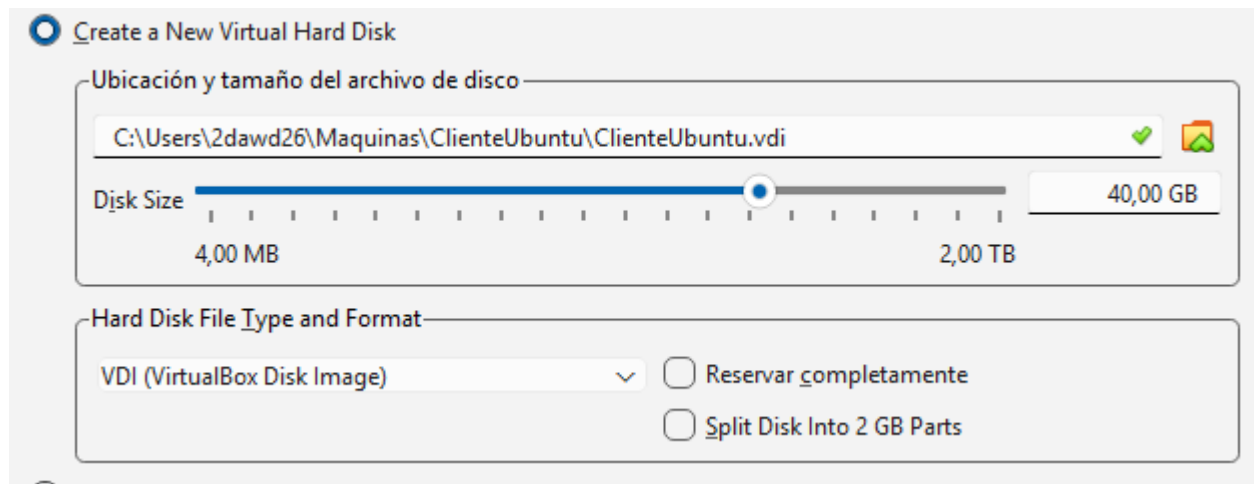 Create a New Virtual Hard Disk
Ubicación y tamaño del archivo de disco
C:\Users\2dawd26\Maquinas\ClienteUbuntu\ClienteUbuntu.vdi
Disk Size
40,00 GB
4,00 MB
2,00 TB
Hard Disk File Type and Format
VDI (VirtualBox Disk Image)
Reservar completamente
Split Disk Into 2 GB Parts